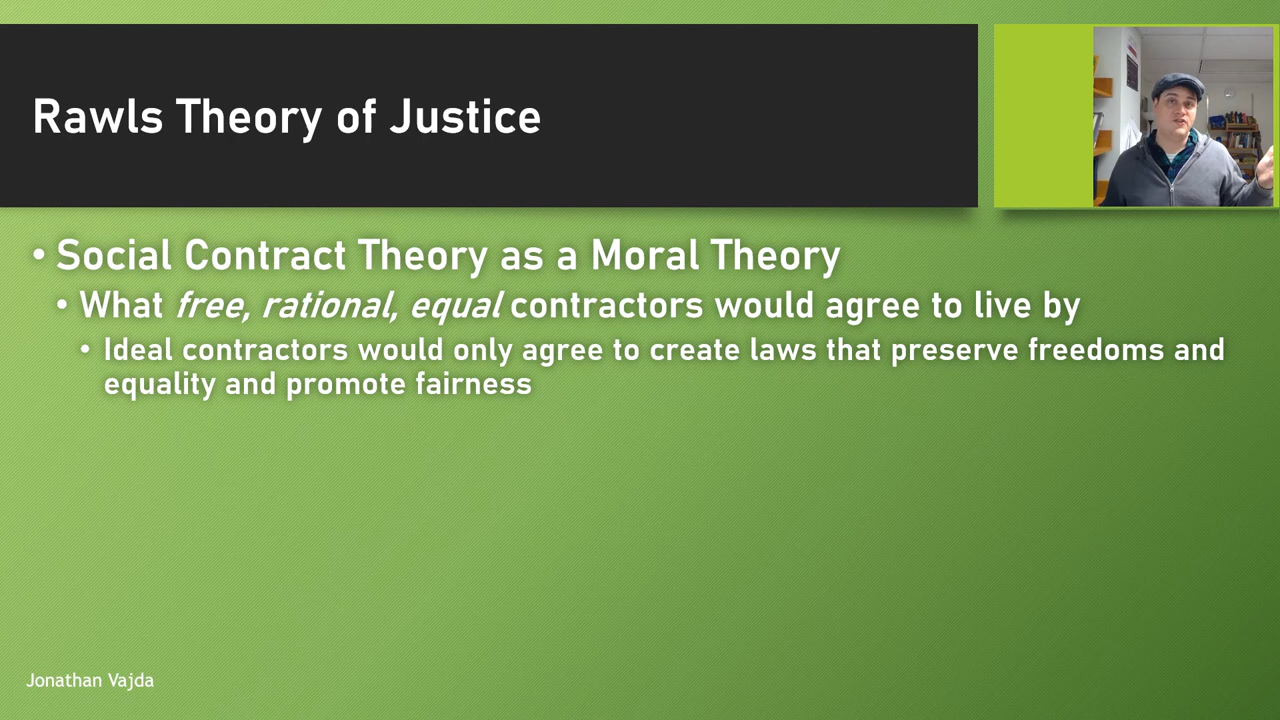 Rawls Theory of Justice
• Social Contract Theory as a Moral Theory
• What free, rational, equal contractors would agree to live by
• Ideal contractors would only agree to create laws that preserve freedoms and
equality and promote fairness
Jonathan Vajda